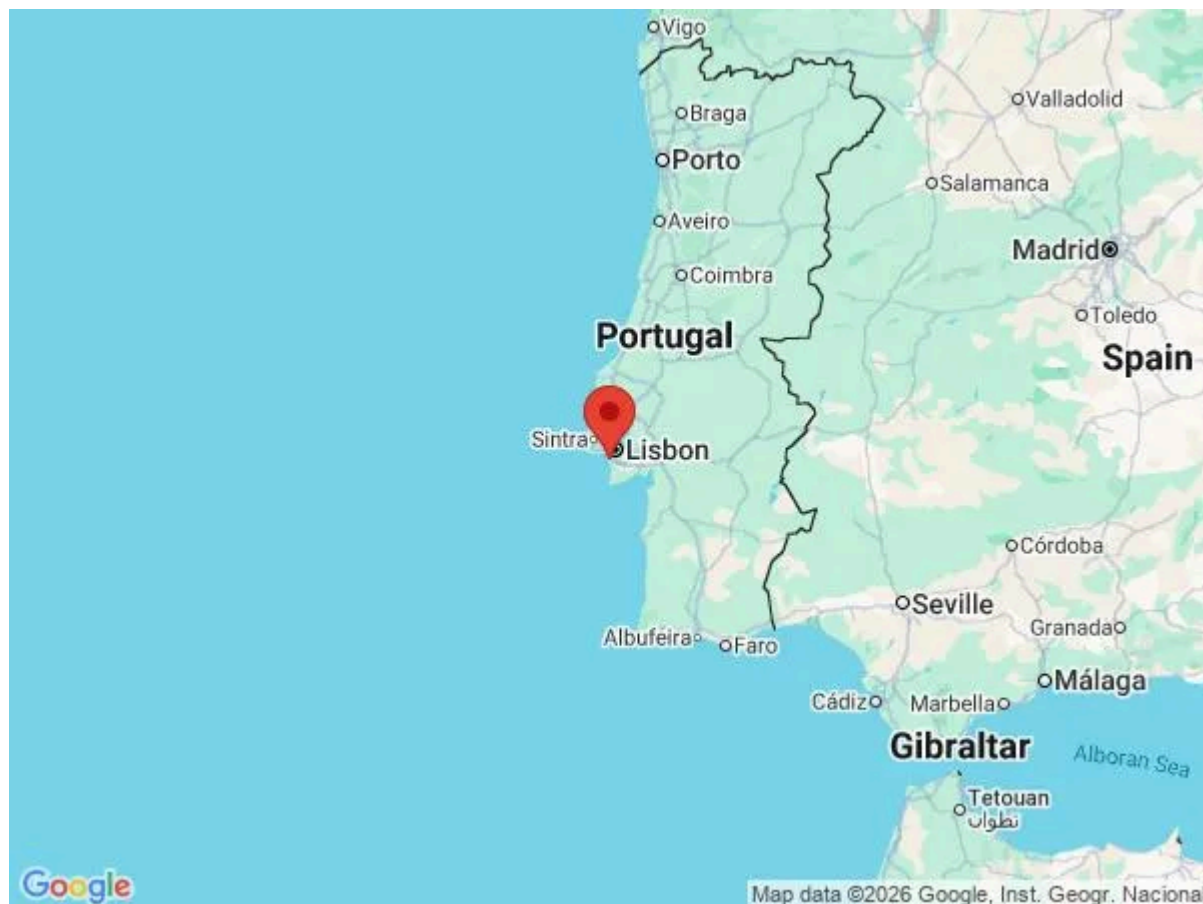 Vigo
Braga
Valladolid
Porto
Salamanca
Aveiro
Madrid
Coimbra
Toledo
Portugal
Spain
Sintra
Lisbon
Córdoba
Seville
Granada
Albufeira
Faro
Málaga
Cádiz
Marbella
Gibraltar
Alboran Sea
Tetouan
تطوان
Google
Map data ©2026 Google, Inst. Geogr. Nacional